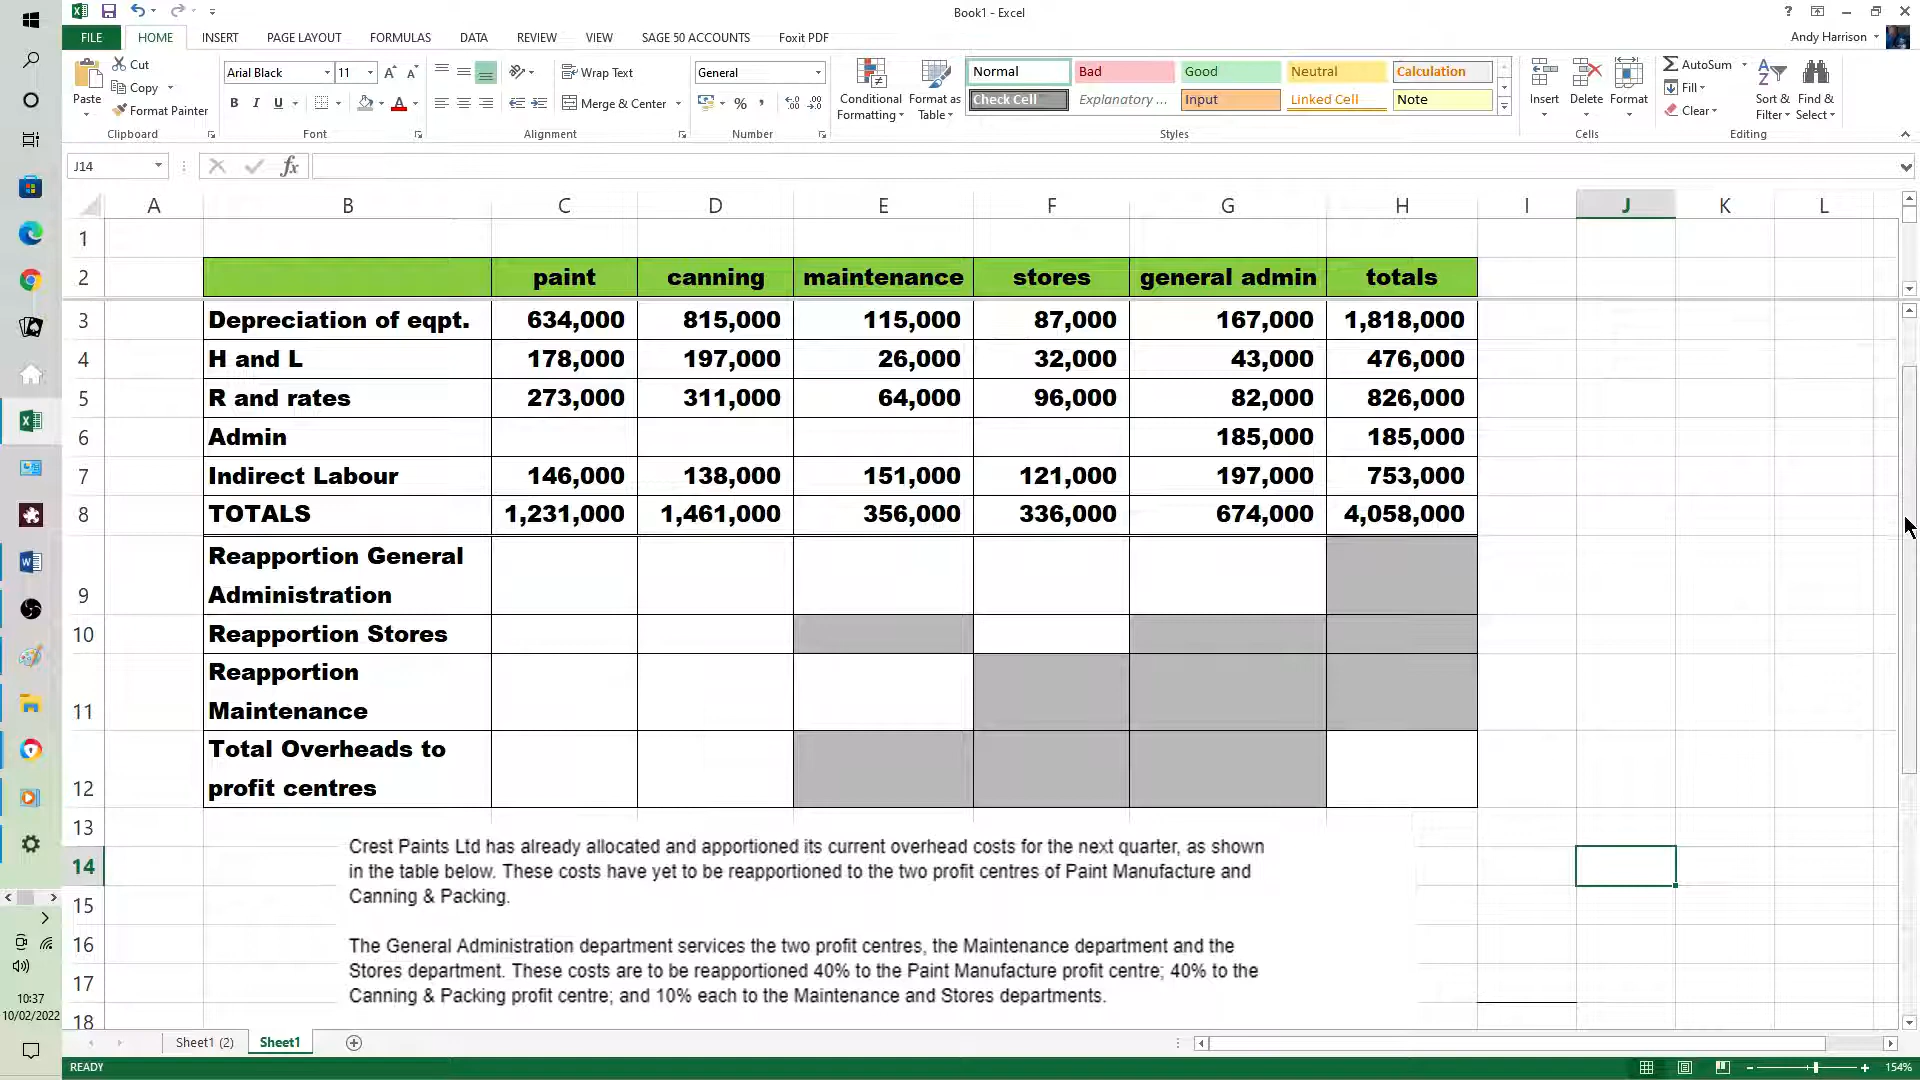 Book1 - Excel
?
FILE HOME INSERT PAGE LAYOUT FORMULAS DATA REVIEW VIEW SAGE 50 ACCOUNTS Foxit PDF
Andy Harrison
Paste
Cut
Copy
Format Painter
Clipboard
Arial Black 11
B I U
Font
Wrap Text
Merge & Center
Alignment
General
%
Number
Conditional Formatting
Format as Table
Normal Bad Good Neutral Calculation
Check Cell Explanatory ... Input Linked Cell Note
Styles
Insert Delete Format
Cells
AutoSum
Fill
Clear
Sort & Filter
Find & Select
Editing
J14
fx
A B C D E F G H I J K L
1
2 paint canning maintenance stores general admin totals
3 Depreciation of eqpt. 634,000 815,000 115,000 87,000 167,000 1,818,000
4 H and L 178,000 197,000 26,000 32,000 43,000 476,000
5 R and rates 273,000 311,000 64,000 96,000 82,000 826,000
6 Admin 185,000 185,000
7 Indirect Labour 146,000 138,000 151,000 121,000 197,000 753,000
8 TOTALS 1,231,000 1,461,000 356,000 336,000 674,000 4,058,000
Reapportion General
9 Administration
10 Reapportion Stores
Reapportion
11 Maintenance
Total Overheads to
12 profit centres
13
14
15
16
17
18
Crest Paints Ltd has already allocated and apportioned its current overhead costs for the next quarter, as shown
in the table below. These costs have yet to be reapportioned to the two profit centres of Paint Manufacture and
Canning & Packing.
The General Administration department services the two profit centres, the Maintenance department and the
Stores department. These costs are to be reapportioned 40% to the Paint Manufacture profit centre; 40% to the
Canning & Packing profit centre; and 10% each to the Maintenance and Stores departments.
10:37
10/02/2022
Sheet1 (2) Sheet1
READY
154%